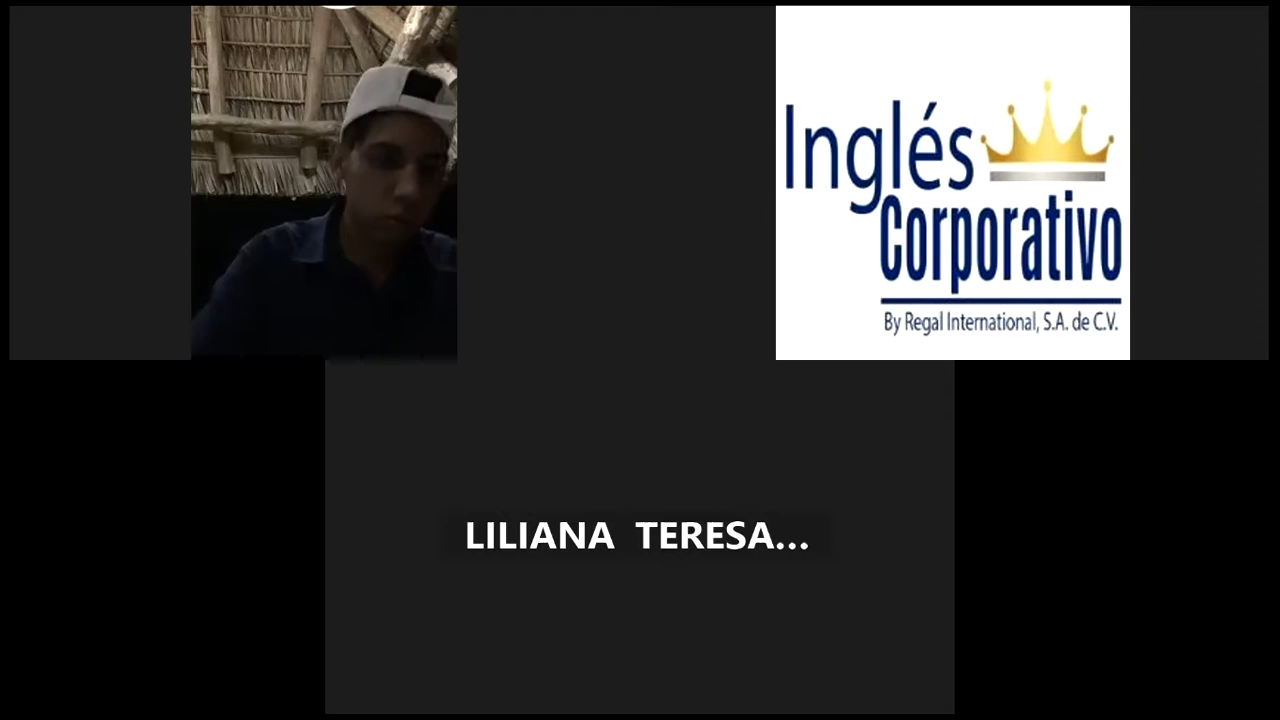 Inglés
Corporativo
By Regal International, S.A. de C.V.
LILIANA TERESA...